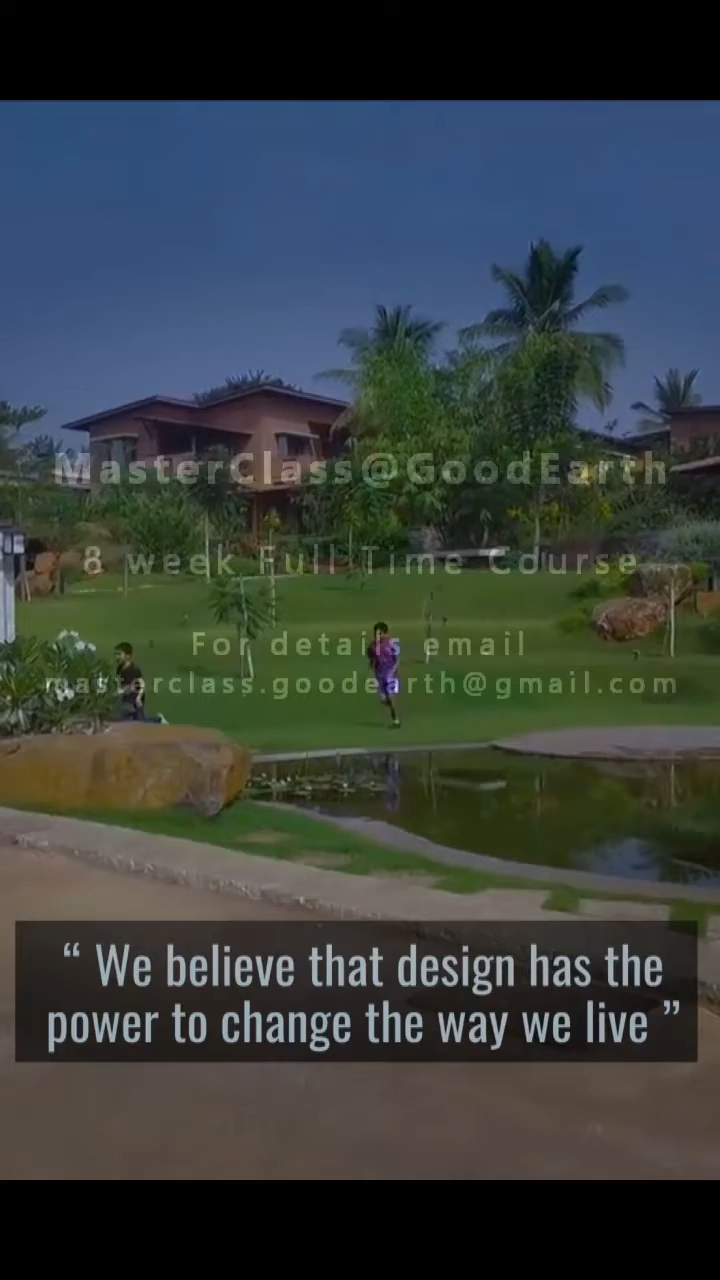 MasterClass@GoodEarth
8 week Full Time Course
For details email
masterclass.goodearth@gmail.com
“ We believe that design has the
power to change the way we live ”